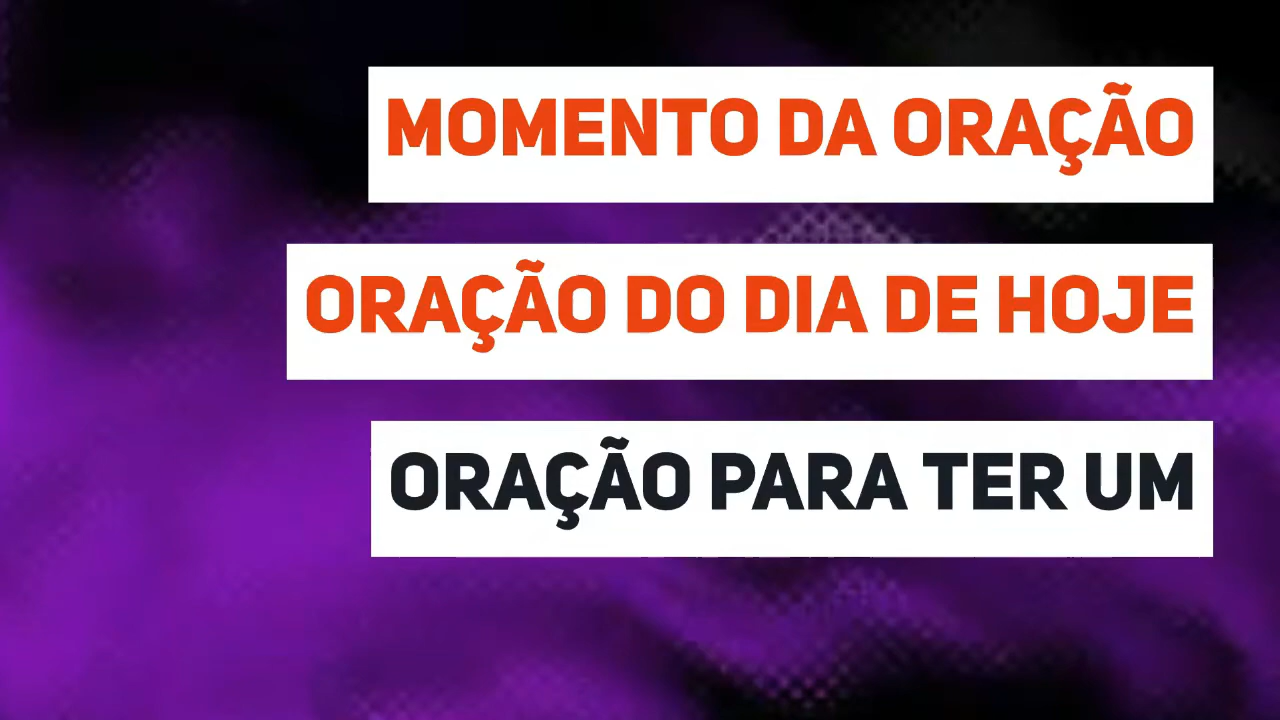 MOMENTO DA ORAÇÃO
ORAÇÃO DO DIA DE HOJE
ORAÇÃO PARA TER UM